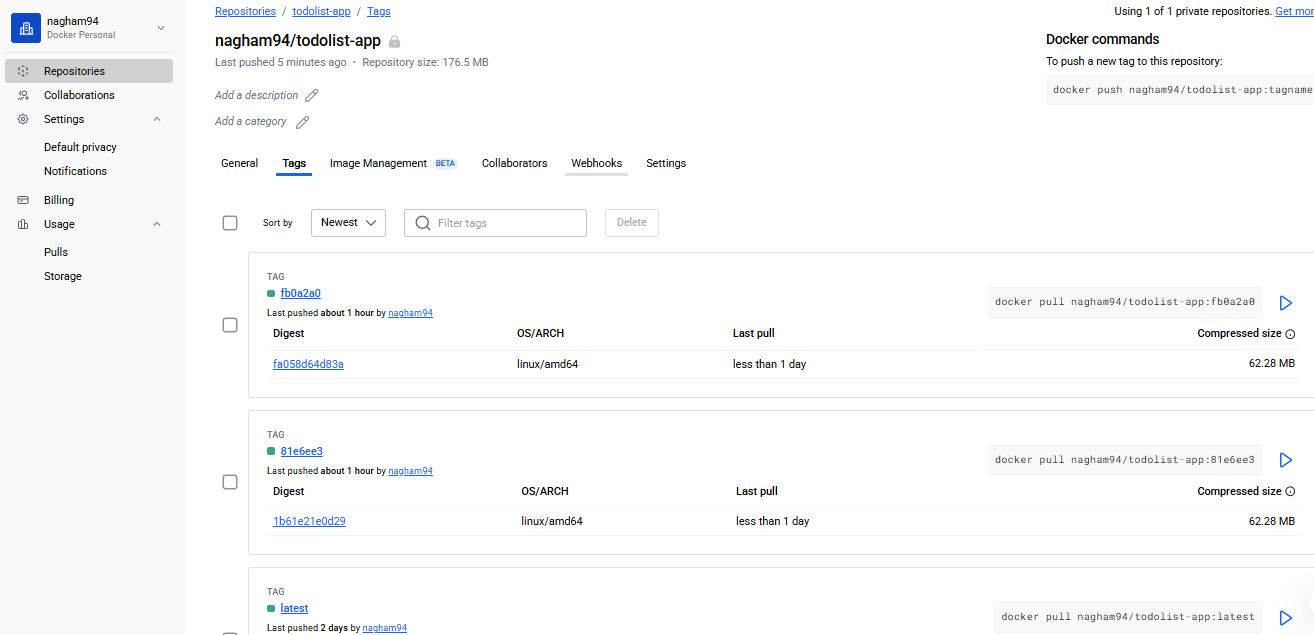 nagham94
Docker Personal
Repositories
Collaborations
Settings
Default privacy
Notifications
Billing
Usage
Pulls
Storage
Repositories / todolist-app / Tags
Using 1 of 1 private repositories. Get mor
nagham94/todolist-app
Last pushed 5 minutes ago · Repository size: 176.5 MB
Add a description
Add a category
Docker commands
To push a new tag to this repository:
docker push nagham94/todolist-app:tagname
General Tags Image Management BETA Collaborators Webhooks Settings
Sort by Newest Filter tags Delete
TAG
fb0a2a0
Last pushed about 1 hour by nagham94
docker pull nagham94/todolist-app:fb0a2a0
Digest OS/ARCH Last pull Compressed size
fa058d64d83a linux/amd64 less than 1 day 62.28 MB
TAG
81e6ee3
Last pushed about 1 hour by nagham94
docker pull nagham94/todolist-app:81e6ee3
Digest OS/ARCH Last pull Compressed size
1b61e21e0d29 linux/amd64 less than 1 day 62.28 MB
TAG
latest
Last pushed 2 days by nagham94
docker pull nagham94/todolist-app:latest